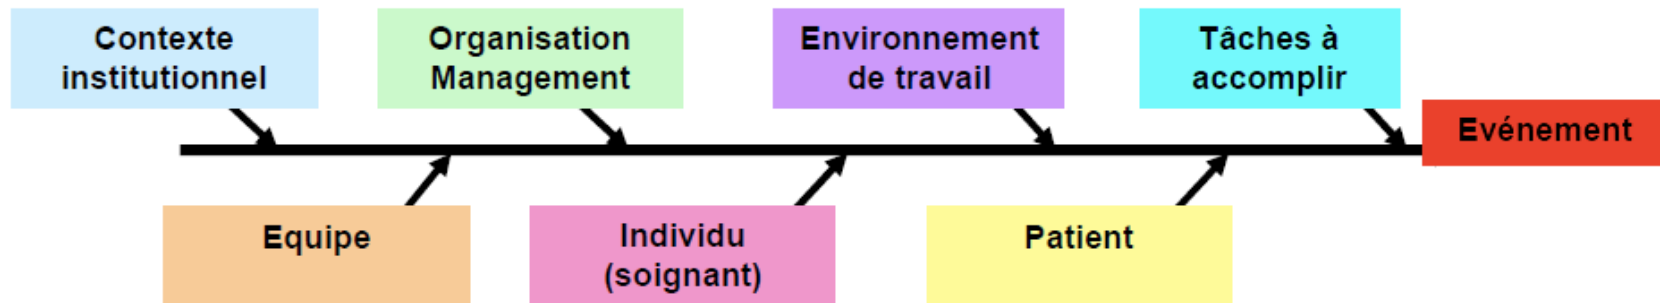 Contexte
institutionnel
Organisation
Management
Environnement
de travail
Tâches à
accomplir
Evénement
Equipe
Individu
(soignant)
Patient